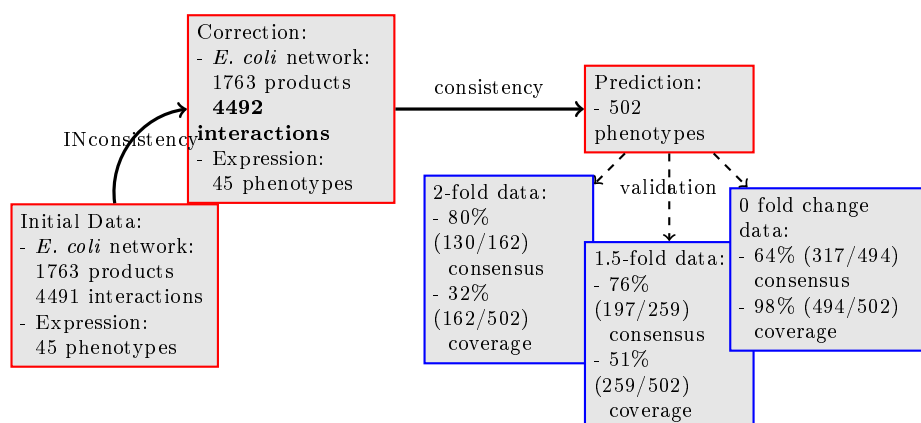 Correction:
- E. coli network:
1763 products
4492
interactions
- Expression:
45 phenotypes
consistency
Prediction:
- 502
phenotypes
INconsistency
validation
Initial Data:
- E. coli network:
1763 products
4491 interactions
- Expression:
45 phenotypes
2-fold data:
- 80%
(130/162)
consensus
- 32%
(162/502)
coverage
1.5-fold data:
- 76%
(197/259)
consensus
- 51%
(259/502)
coverage
0 fold change
data:
- 64% (317/494)
consensus
- 98% (494/502)
coverage